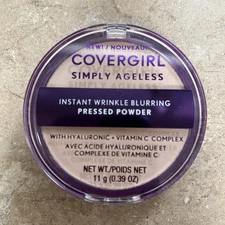 NEW! / NOUVEAU!
COVERGIRL
SIMPLY AGELESS
INSTANT WRINKLE BLURRING
PRESSED POWDER
WITH HYALURONIC + VITAMIN C COMPLEX
AVEC ACIDE HYALURONIQUE ET
COMPLEXE DE VITAMINE C
NET WT./POIDS NET
11 g (0.39 OZ)